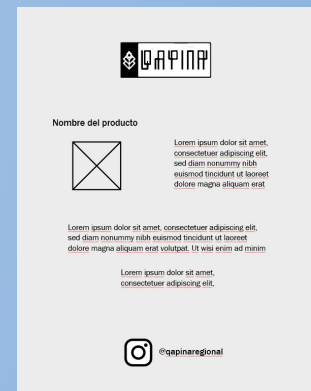 QAPINA
Nombre del producto
Lorem ipsum dolor sit amet,
consectetuer adipiscing elit,
sed diam nonummy nibh
euismod tincidunt ut laoreet
dolore magna aliquam erat
Lorem ipsum dolor sit amet, consectetuer adipiscing elit,
sed diam nonummy nibh euismod tincidunt ut laoreet
dolore magna aliquam erat volutpat. Ut wisi enim ad minim
Lorem ipsum dolor sit amet,
consectetuer adipiscing elit,
@qapinaregional